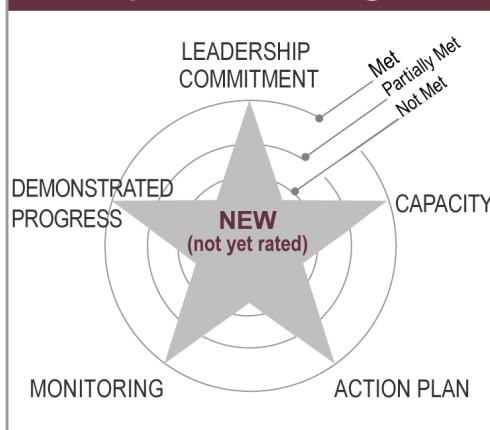 LEADERSHIP
COMMITMENT
Met
Partially Met
Not Met
DEMONSTRATED
PROGRESS
CAPACITY
NEW
(not yet rated)
MONITORING
ACTION PLAN